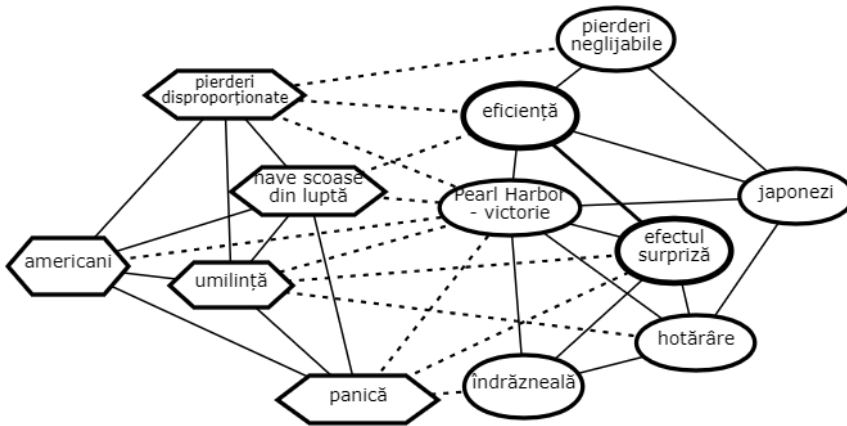 pierderi
neglijabile
pierderi
disproporționate
eficiență
nave scoase
din luptă
Pearl Harbor
- victorie
japonezi
efectul
surpriză
americani
umilință
hotărâre
îndrăzneală
panică